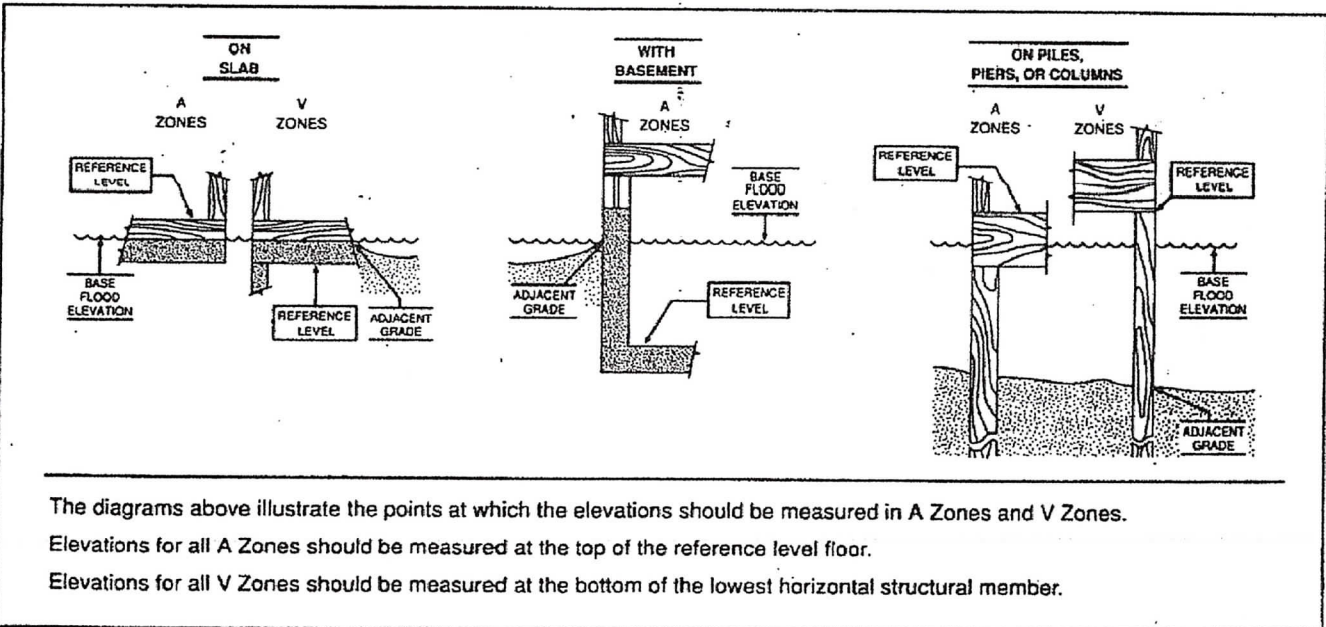 ON
SLAB
A
ZONES
V
ZONES
REFERENCE
LEVEL
BASE
FLOOD
ELEVATION
REFERENCE
LEVEL
ADJACENT
GRADE
WITH
BASEMENT
A
ZONES
BASE
FLOOD
ELEVATION
ADJACENT
GRADE
REFERENCE
LEVEL
ON PILES,
PIERS, OR COLUMNS
A
ZONES
V
ZONES
REFERENCE
LEVEL
REFERENCE
LEVEL
BASE
FLOOD
ELEVATION
ADJACENT
GRADE
The diagrams above illustrate the points at which the elevations should be measured in A Zones and V Zones.
Elevations for all A Zones should be measured at the top of the reference level floor.
Elevations for all V Zones should be measured at the bottom of the lowest horizontal structural member.